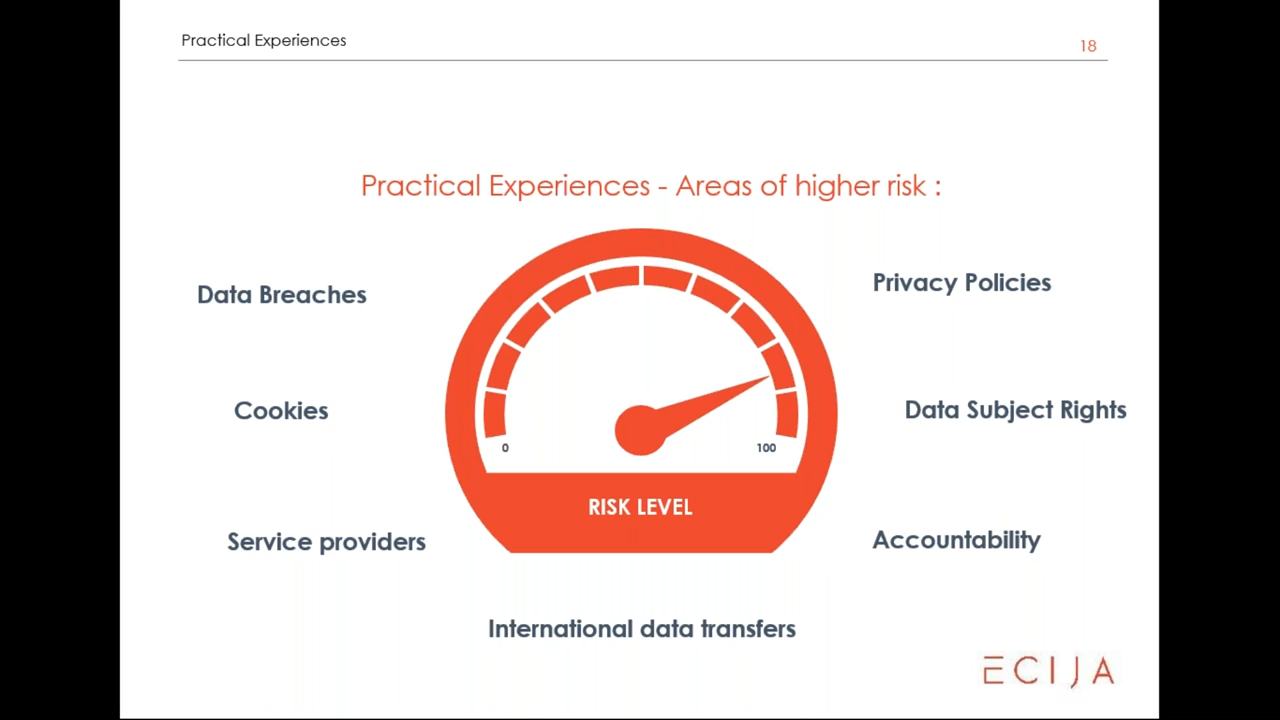 Practical Experiences
18
Practical Experiences - Areas of higher risk :
Data Breaches
Privacy Policies
Cookies
Data Subject Rights
0
100
RISK LEVEL
Service providers
Accountability
International data transfers
ECIJA